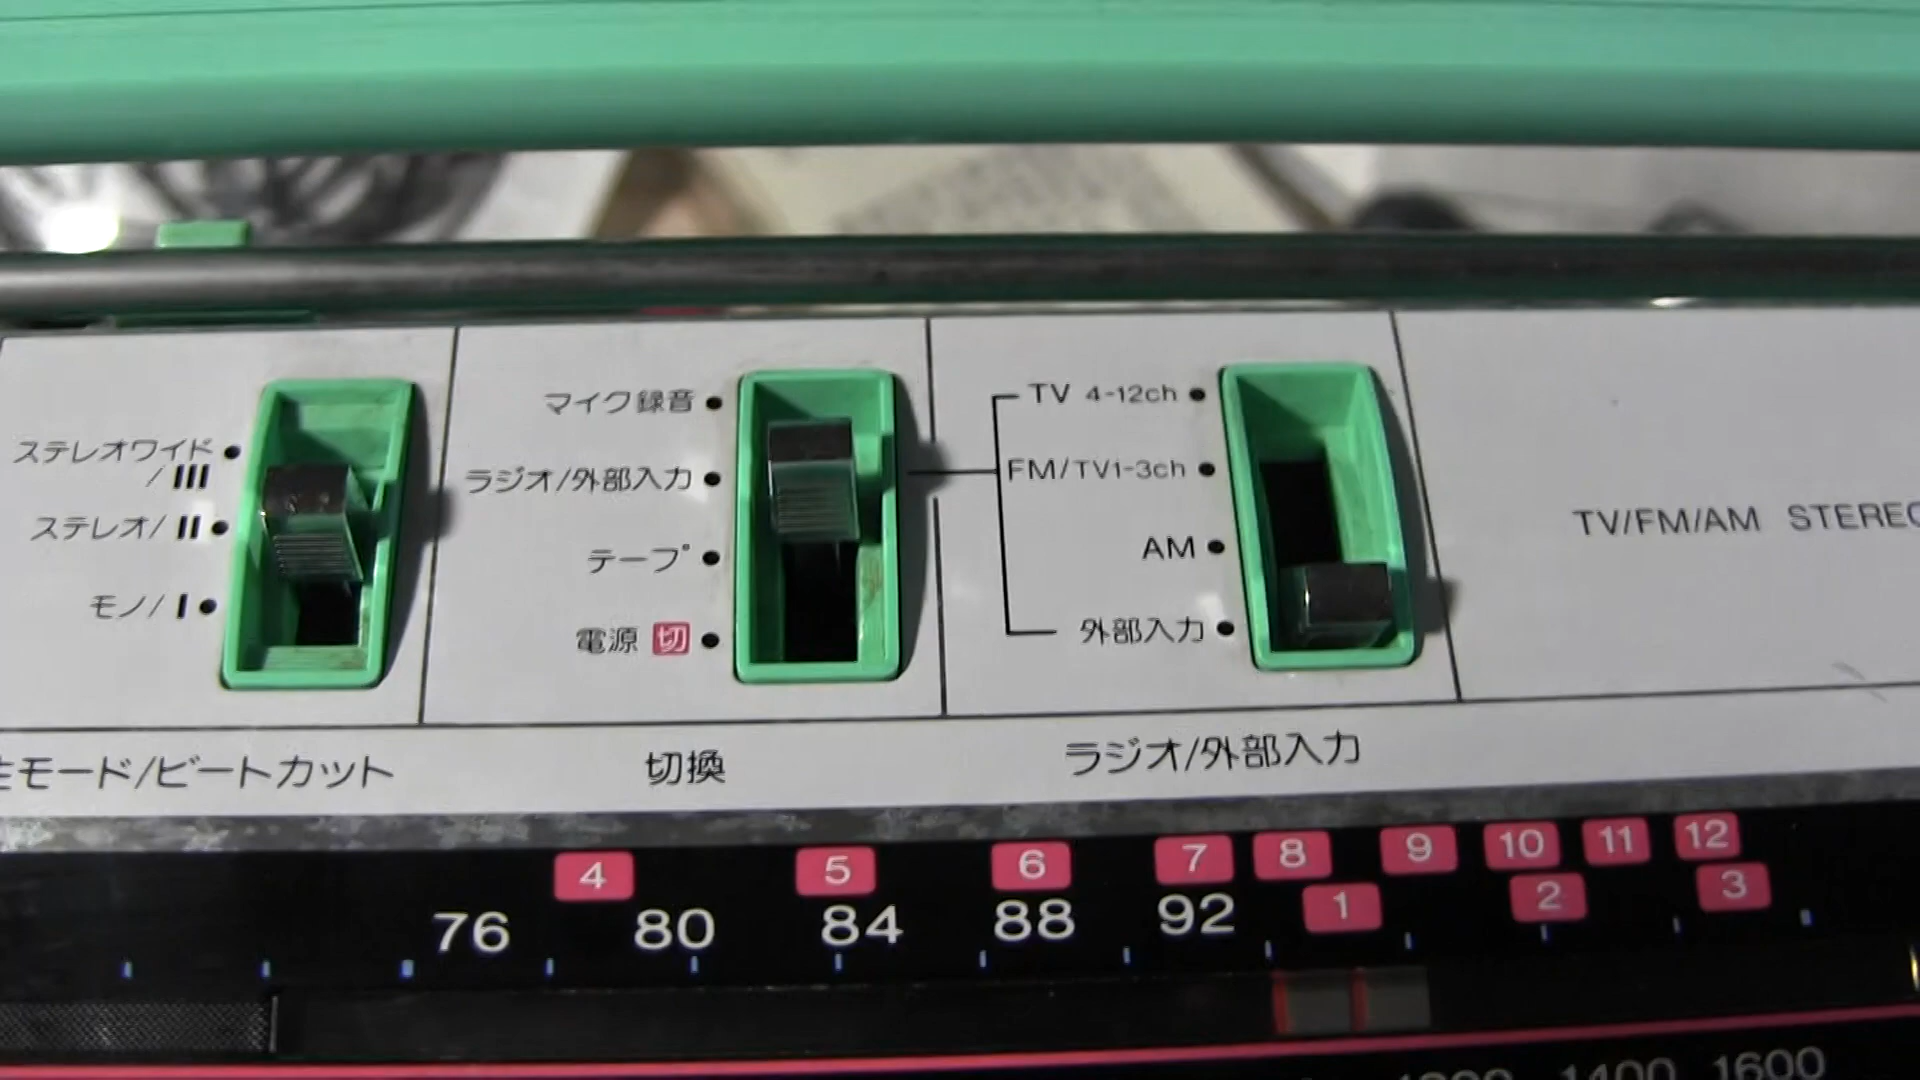 ステレオワイド
/ III
ステレオ/ II
モノ/ I
マイク録音
ラジオ/外部入力
テープ
電源 切
TV 4-12ch
FM/TV1-3ch
AM
外部入力
TV/FM/AM STEREO
モード/ビートカット
切換
ラジオ/外部入力
4 5 6 7 8 9 10 11 12
1 2 3
76 80 84 88 92
1400 1600